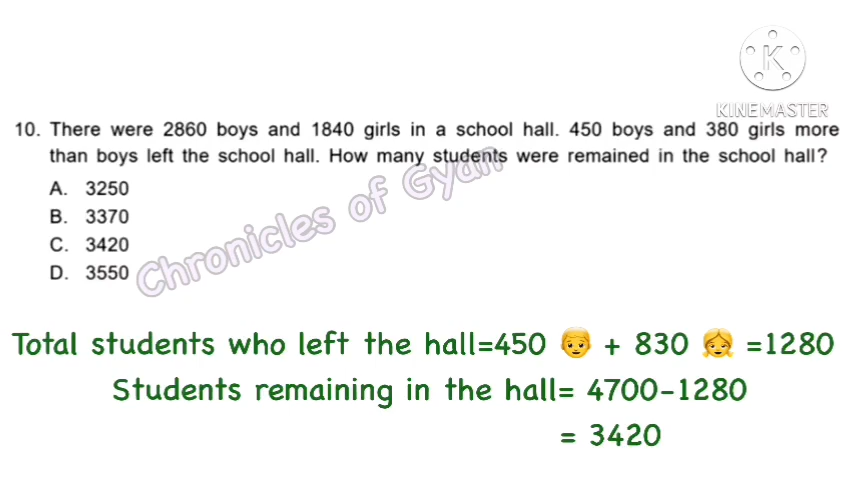 KINEMASTER
10. There were 2860 boys and 1840 girls in a school hall. 450 boys and 380 girls more
than boys left the school hall. How many students were remained in the school hall?
A. 3250
B. 3370
C. 3420
D. 3550
Chronicles of Gyan
Total students who left the hall=450 👦 + 830 👧 =1280
Students remaining in the hall= 4700-1280
= 3420